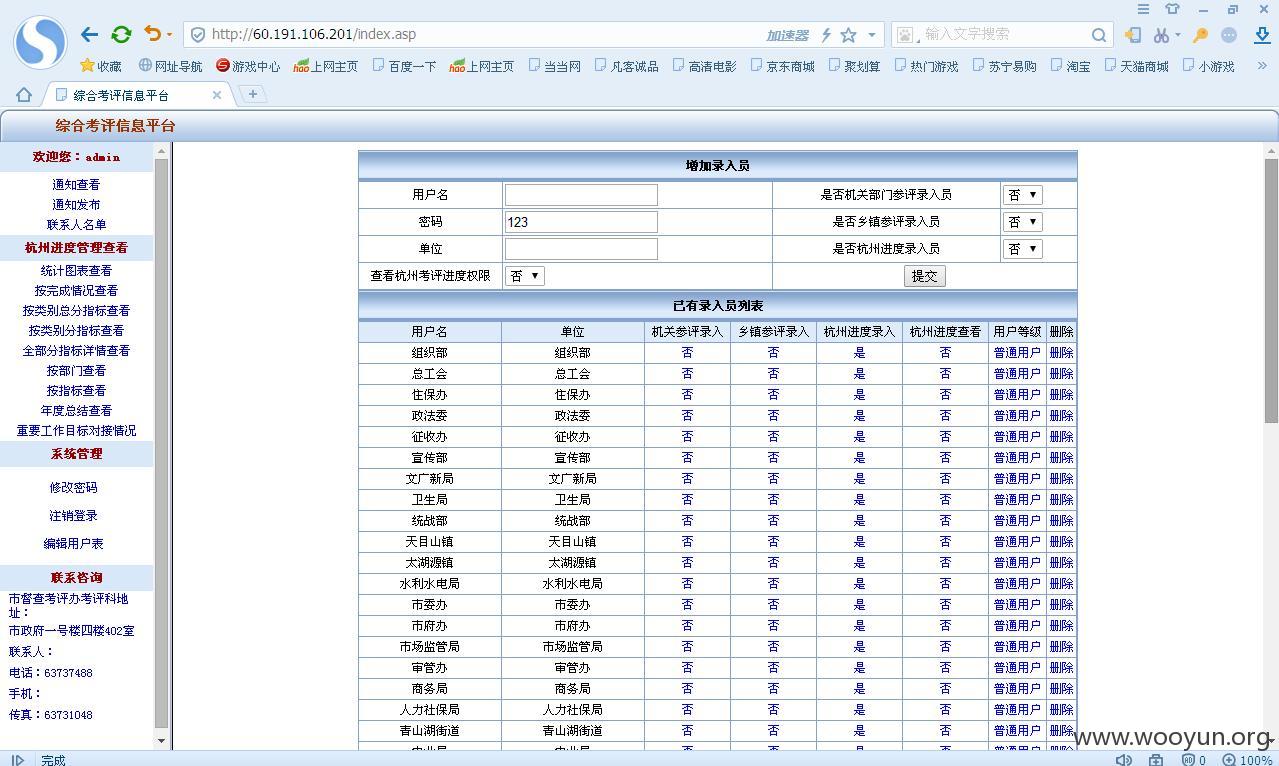 http://60.191.106.201/index.asp
加速器
输入文字搜索
收藏 网址导航 游戏中心 hao 上网主页 百度一下 hao 上网主页 当当网 凡客诚品 高清电影 京东商城 聚划算 热门游戏 苏宁易购 淘宝 天猫商城 小游戏 »
综合考评信息平台 × +
综合考评信息平台
欢迎您：admin
通知查看
通知发布
联系人名单
杭州进度管理查看
统计图表查看
按完成情况查看
按类别总分指标查看
按类别分指标查看
全部分指标详情查看
按部门查看
按指标查看
年度总结查看
重要工作目标对接情况
系统管理
修改密码
注销登录
编辑用户表
联系咨询
市督查考评办考评科地
址：
市政府一号楼四楼402室
联系人：
电话：63737488
手机：
传真：63731048
增加录入员
用户名 是否机关部门参评录入员 否
密码 123 是否乡镇参评录入员 否
单位 是否杭州进度录入员 否
查看杭州考评进度权限 否 提交
已有录入员列表
用户名 单位 机关参评录入 乡镇参评录入 杭州进度录入 杭州进度查看 用户等级 删除
组织部 组织部 否 否 是 否 普通用户 删除
总工会 总工会 否 否 是 否 普通用户 删除
住保办 住保办 否 否 是 否 普通用户 删除
政法委 政法委 否 否 是 否 普通用户 删除
征收办 征收办 否 否 是 否 普通用户 删除
宣传部 宣传部 否 否 是 否 普通用户 删除
文广新局 文广新局 否 否 是 否 普通用户 删除
卫生局 卫生局 否 否 是 否 普通用户 删除
统战部 统战部 否 否 是 否 普通用户 删除
天目山镇 天目山镇 否 否 是 否 普通用户 删除
太湖源镇 太湖源镇 否 否 是 否 普通用户 删除
水利水电局 水利水电局 否 否 是 否 普通用户 删除
市委办 市委办 否 否 是 否 普通用户 删除
市府办 市府办 否 否 是 否 普通用户 删除
市场监管局 市场监管局 否 否 是 否 普通用户 删除
审管办 审管办 否 否 是 否 普通用户 删除
商务局 商务局 否 否 是 否 普通用户 删除
人力社保局 人力社保局 否 否 是 否 普通用户 删除
青山湖街道 青山湖街道 否 否 是 否 普通用户 删除
www.wooyun.org
完成
0 100%